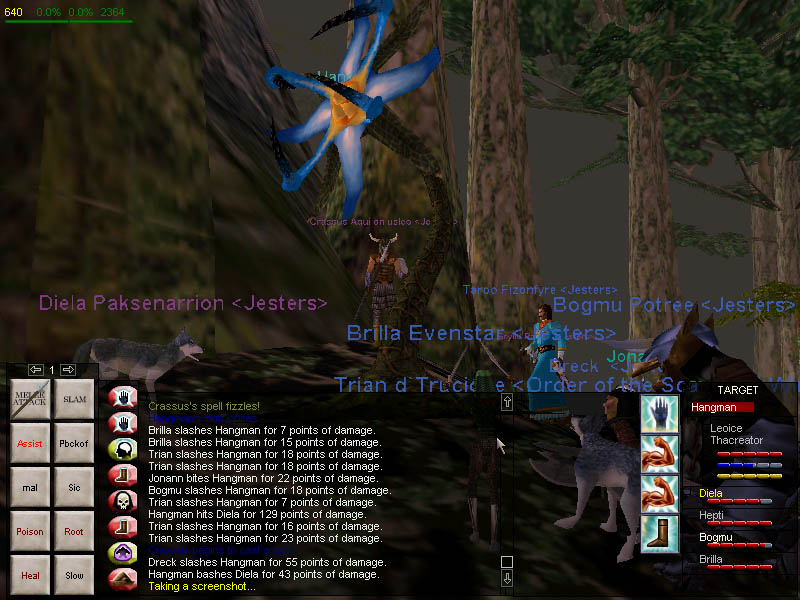 640 0.0% 0.0% 2364
Diela Paksenarrion <Jesters>
Brilla Evenstar <Jesters>
Bogmu Potree <Jesters>
Trian d`Trucic
<Order of the
1
MELEE ATTACK
SLAM
Assist
Pbckof
mal
Sic
Poison
Root
Heal
Slow
Crassus's spell fizzles!
Brilla slashes Hangman for 7 points of damage.
Brilla slashes Hangman for 15 points of damage.
Trian slashes Hangman for 18 points of damage.
Trian slashes Hangman for 18 points of damage.
Jonann bites Hangman for 22 points of damage.
Bogmu slashes Hangman for 18 points of damage.
Trian slashes Hangman for 7 points of damage.
Hangman hits Diela for 129 points of damage.
Trian slashes Hangman for 16 points of damage.
Trian slashes Hangman for 23 points of damage.
Dreck slashes Hangman for 55 points of damage.
Hangman bashes Diela for 43 points of damage.
Taking a screenshot...
TARGET
Hangman
Leoice
Thacreator
Diela
Hepti
Bogmu
Brilla